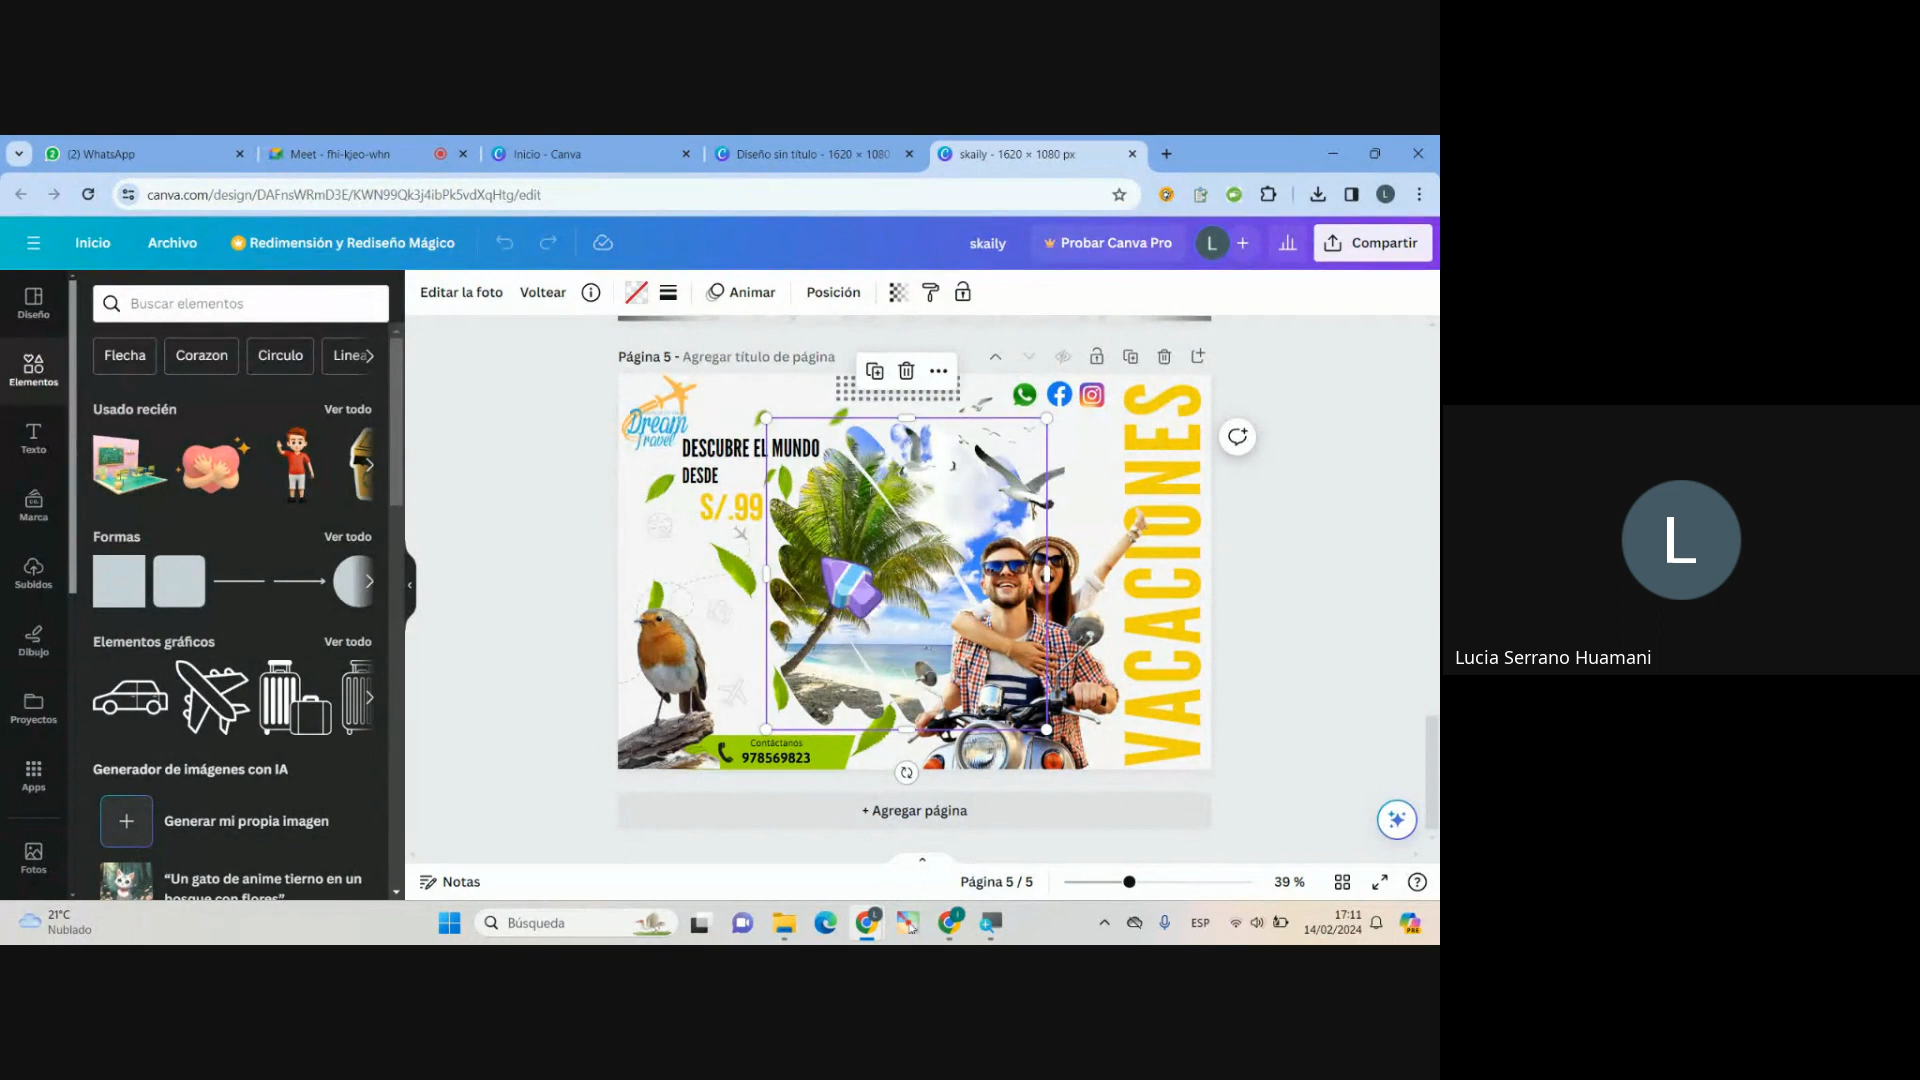 (2) WhatsApp
Meet - fhi-kjeo-whn
Inicio - Canva
Diseño sin título - 1620 × 1080
skaily - 1620 × 1080 px
canva.com/design/DAFnsWRmD3E/KWN99Qk3j4ibPk5vdXqHtg/edit
L
Inicio
Archivo
Redimensión y Rediseño Mágico
skaily
Probar Canva Pro
L
Compartir
Diseño
Elementos
Texto
Marca
Subidos
Dibujo
Proyectos
Apps
Fotos
Buscar elementos
Flecha
Corazon
Circulo
Linea
Usado recién
Ver todo
Formas
Ver todo
Elementos gráficos
Ver todo
Generador de imágenes con IA
Generar mi propia imagen
“Un gato de anime tierno en un
bosque con flores”
Editar la foto
Voltear
Animar
Posición
Página 5 - Agregar título de página
Dream
Travel
DESCUBRE EL MUNDO
DESDE
S/.99
VACACIONES
Contáctanos
978569823
+ Agregar página
Notas
Página 5 / 5
39 %
21°C
Nublado
Búsqueda
ESP
17:11
14/02/2024
PRE
L
Lucia Serrano Huamani